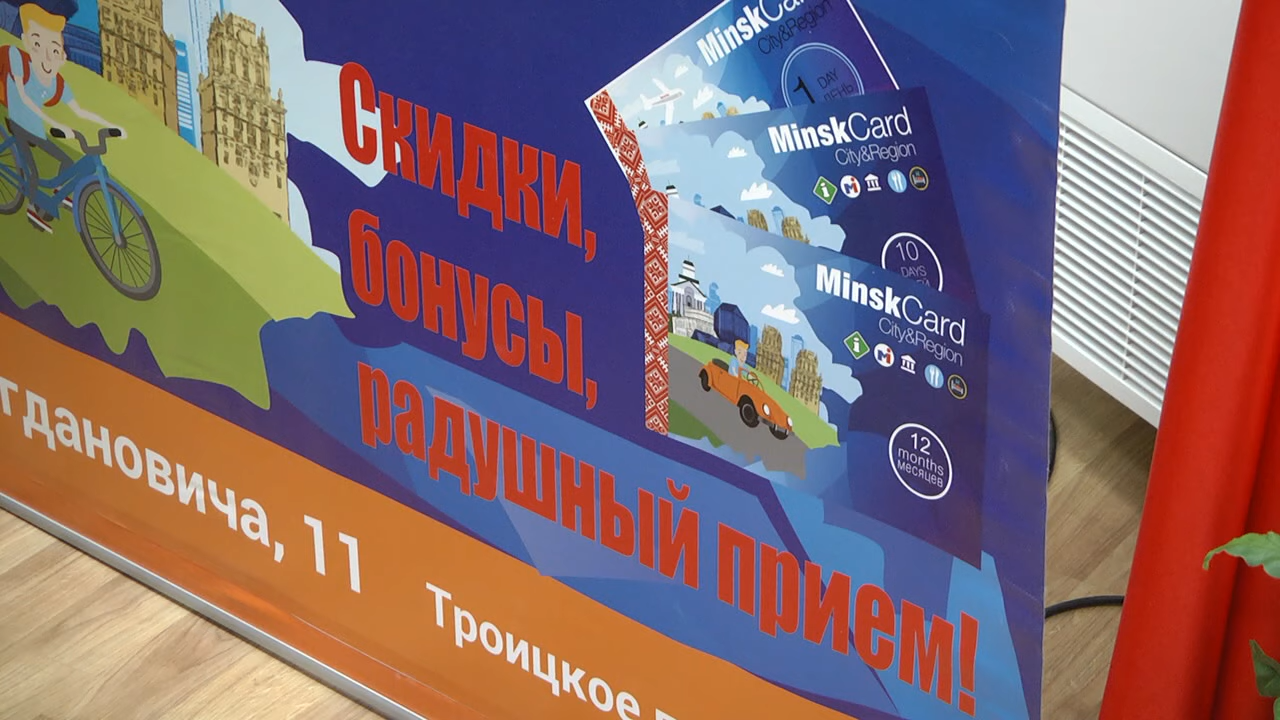 Скидки,
бонусы,
радушный прием!
MinskCard
City&Region
1 DAY
ДЕНЬ
MinskCard
City&Region
10
DAYS
MinskCard
City&Region
12
months
месяцев
гдановича, 11
Троицкое